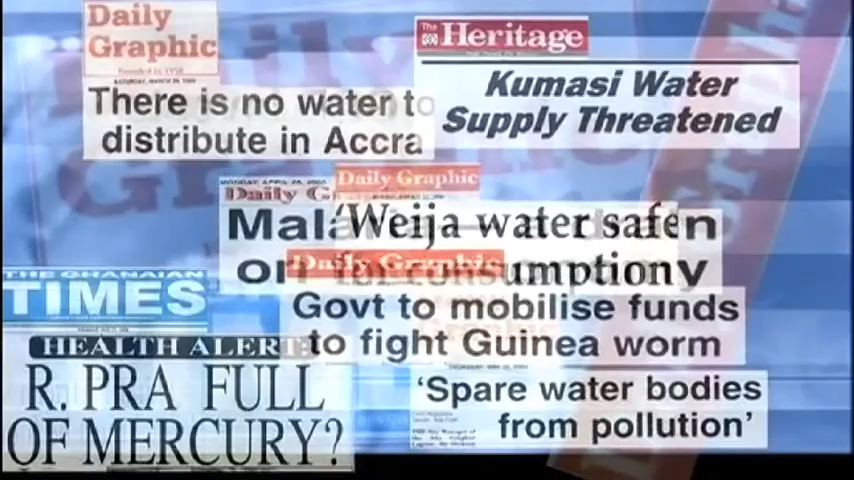 Daily
Graphic
There is no water to
distribute in Accra
The
Heritage
Kumasi Water
Supply Threatened
Daily G
Daily Graphic
'Weija water safe
for consumption
Daily Graphic
Govt to mobilise funds
to fight Guinea worm
THE GHANAIAN
TIMES
HEALTH ALERT:
R. PRA FULL
OF MERCURY?
'Spare water bodies
from pollution'